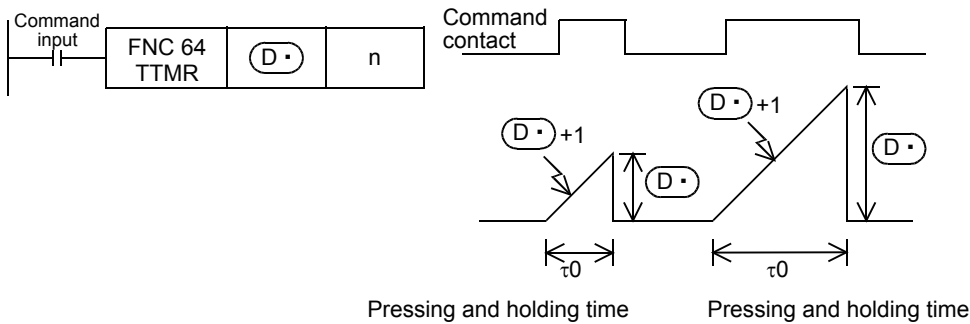 Command
input
FNC 64
TTMR
D・
n
Command
contact
D・+1
D・
D・+1
D・
τ0
τ0
Pressing and holding time
Pressing and holding time